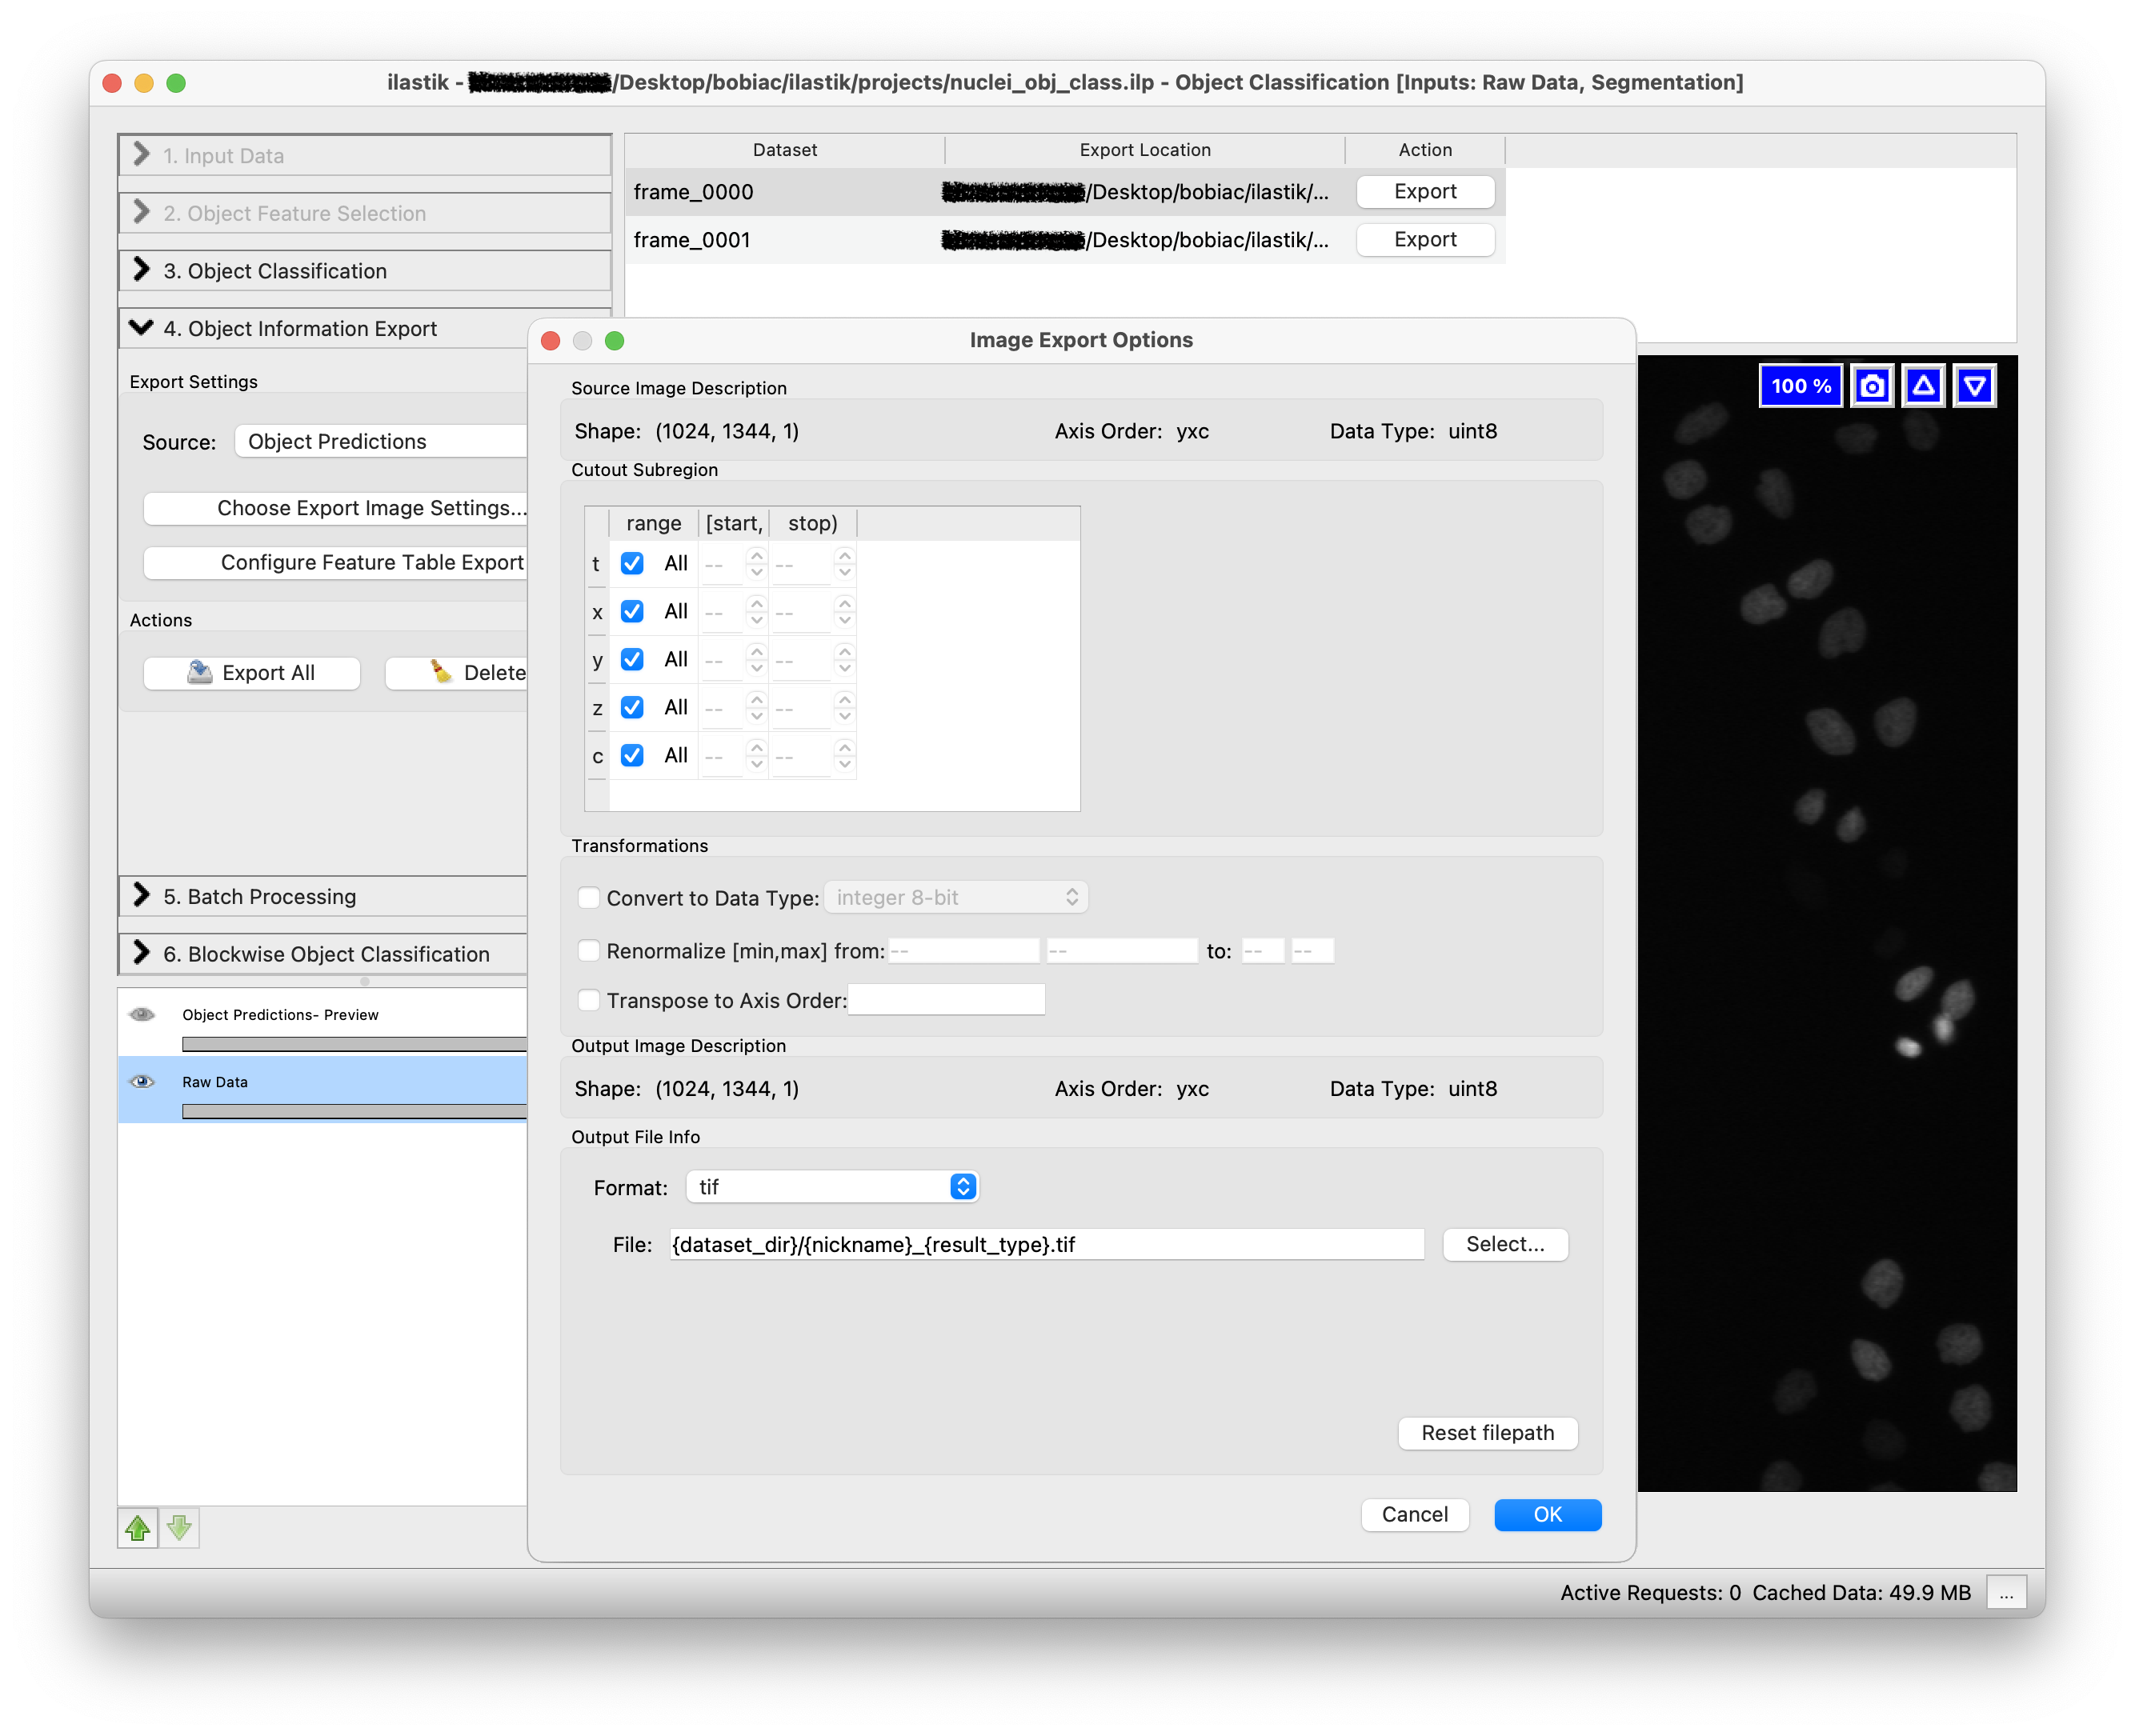 ilastik - /Desktop/bobiac/ilastik/projects/nuclei_obj_class.ilp - Object Classification [Inputs: Raw Data, Segmentation]
1. Input Data
2. Object Feature Selection
3. Object Classification
4. Object Information Export
Export Settings
Source: Object Predictions
Choose Export Image Settings...
Configure Feature Table Export
Actions
Export All Delete
5. Batch Processing
6. Blockwise Object Classification
Object Predictions- Preview
Raw Data
Dataset Export Location Action
frame_0000 /Desktop/bobiac/ilastik/... Export
frame_0001 /Desktop/bobiac/ilastik/... Export
100 %
Image Export Options
Source Image Description
Shape: (1024, 1344, 1) Axis Order: yxc Data Type: uint8
Cutout Subregion
range [start, stop)
t All -- --
x All -- --
y All -- --
z All -- --
c All -- --
Transformations
Convert to Data Type: integer 8-bit
Renormalize [min,max] from: -- -- to: -- --
Transpose to Axis Order:
Output Image Description
Shape: (1024, 1344, 1) Axis Order: yxc Data Type: uint8
Output File Info
Format: tif
File: {dataset_dir}/{nickname}_{result_type}.tif Select...
Reset filepath
Cancel OK
Active Requests: 0 Cached Data: 49.9 MB ...